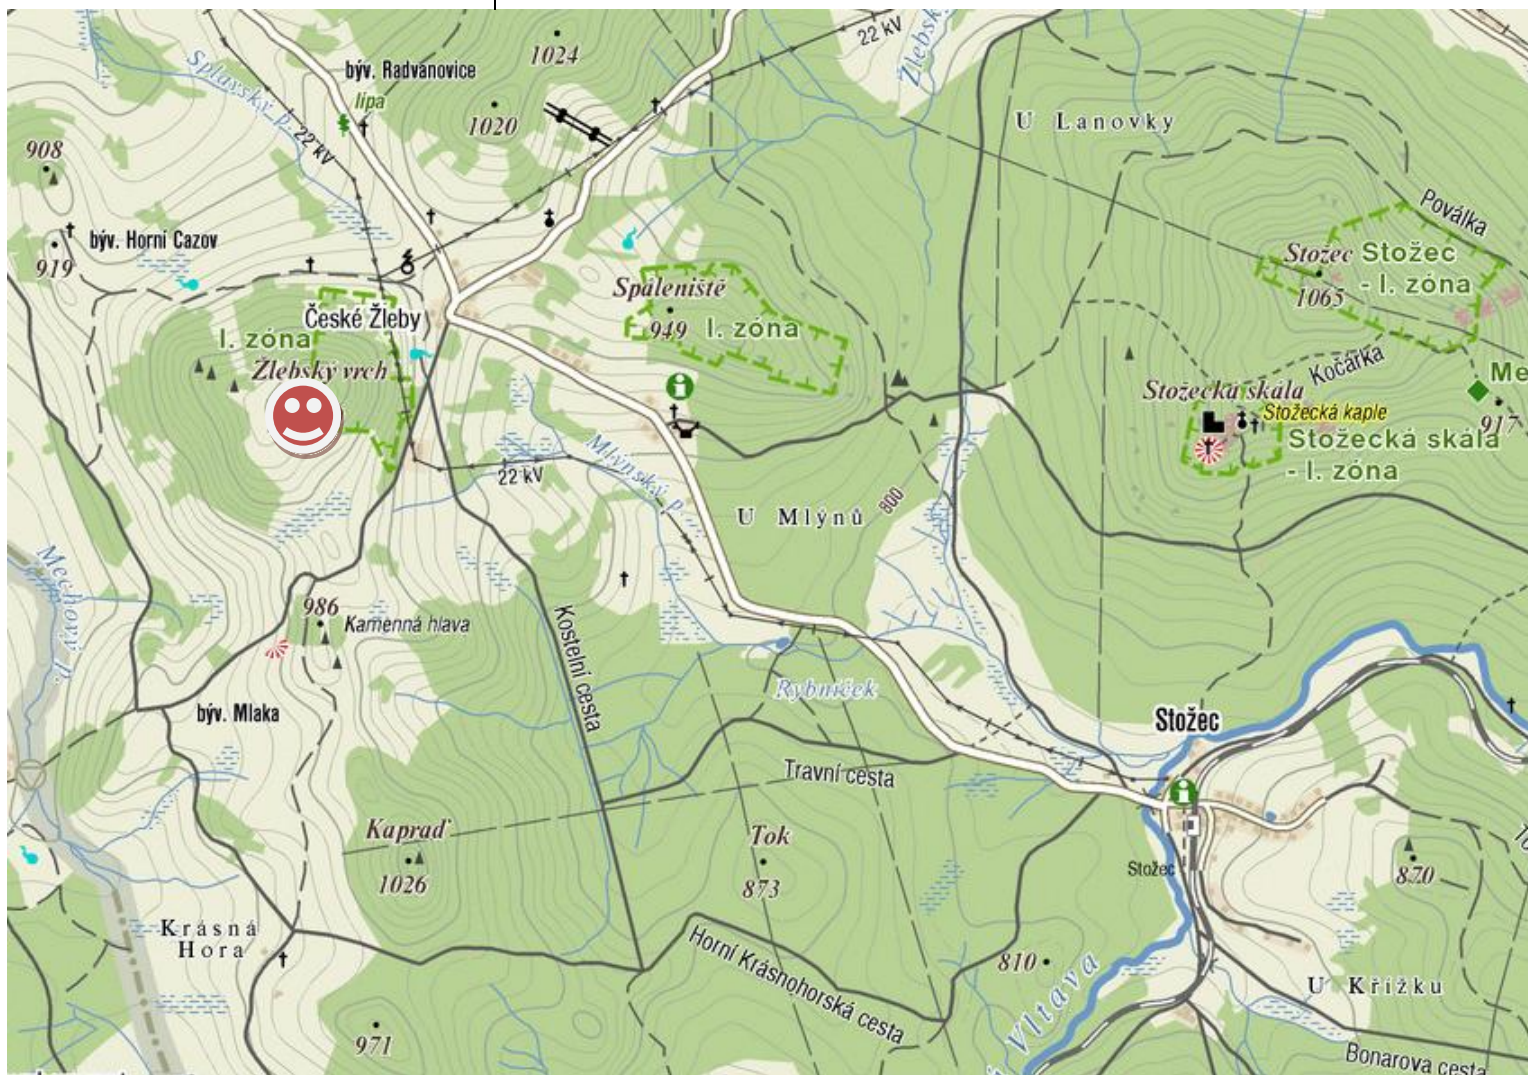 22 kV
Žlebský
1024
býv. Radvanovice
Splavský p.
lípa
1020
22 kV
U Lanovky
908
Poválka
býv. Horní Cazov
919
Stožec
Stožec
- I. zóna
1065
Spáleniště
949
I. zóna
České Žleby
I. zóna
Žlebský vrch
Kočárka
Me
917
Stožecká skála
Stožecká kaple
Stožecká skála
- I. zóna
Mlýnský p.
22 kV
800
U Mlýnů
Mechový p.
986
Kamenná hlava
Kostelní cesta
Rybníček
býv. Mlaka
Stožec
Travní cesta
Kapraď
1026
Tok
873
Stožec
870
Krásná
Hora
Horní Krásnohorská cesta
810
Vltava
U Křížku
971
Bonarova cesta